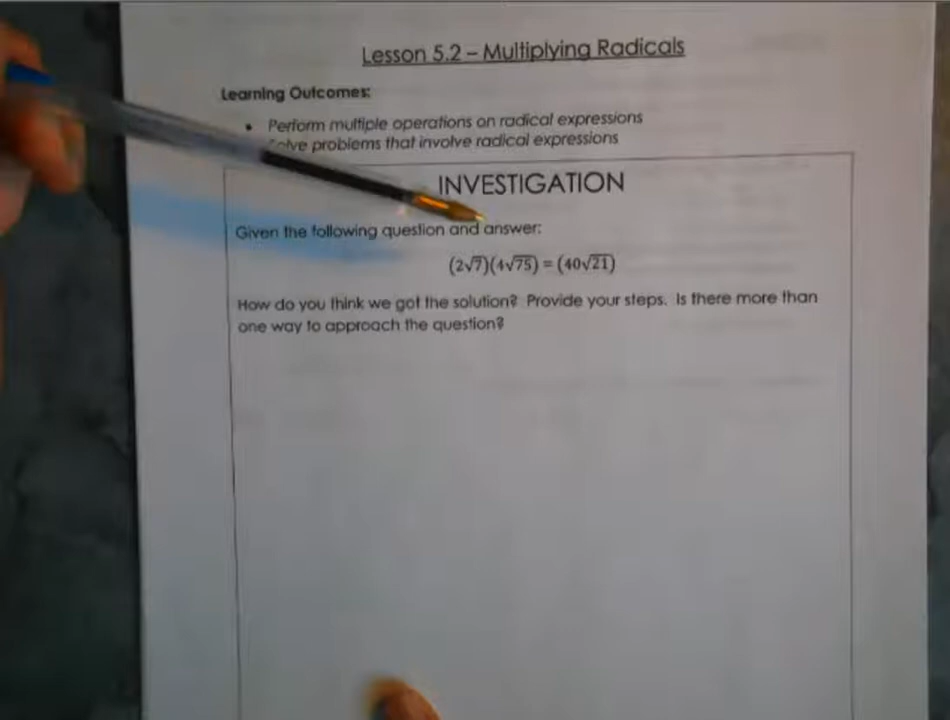 Lesson 5.2 – Multiplying Radicals
Learning Outcomes:
• Perform multiple operations on radical expressions
problems that involve radical expressions
INVESTIGATION
Given the following question and answer:
(2√7)(4√75) = (40√21)
How do you think we got the solution? Provide your steps. Is there more than
one way to approach the question?